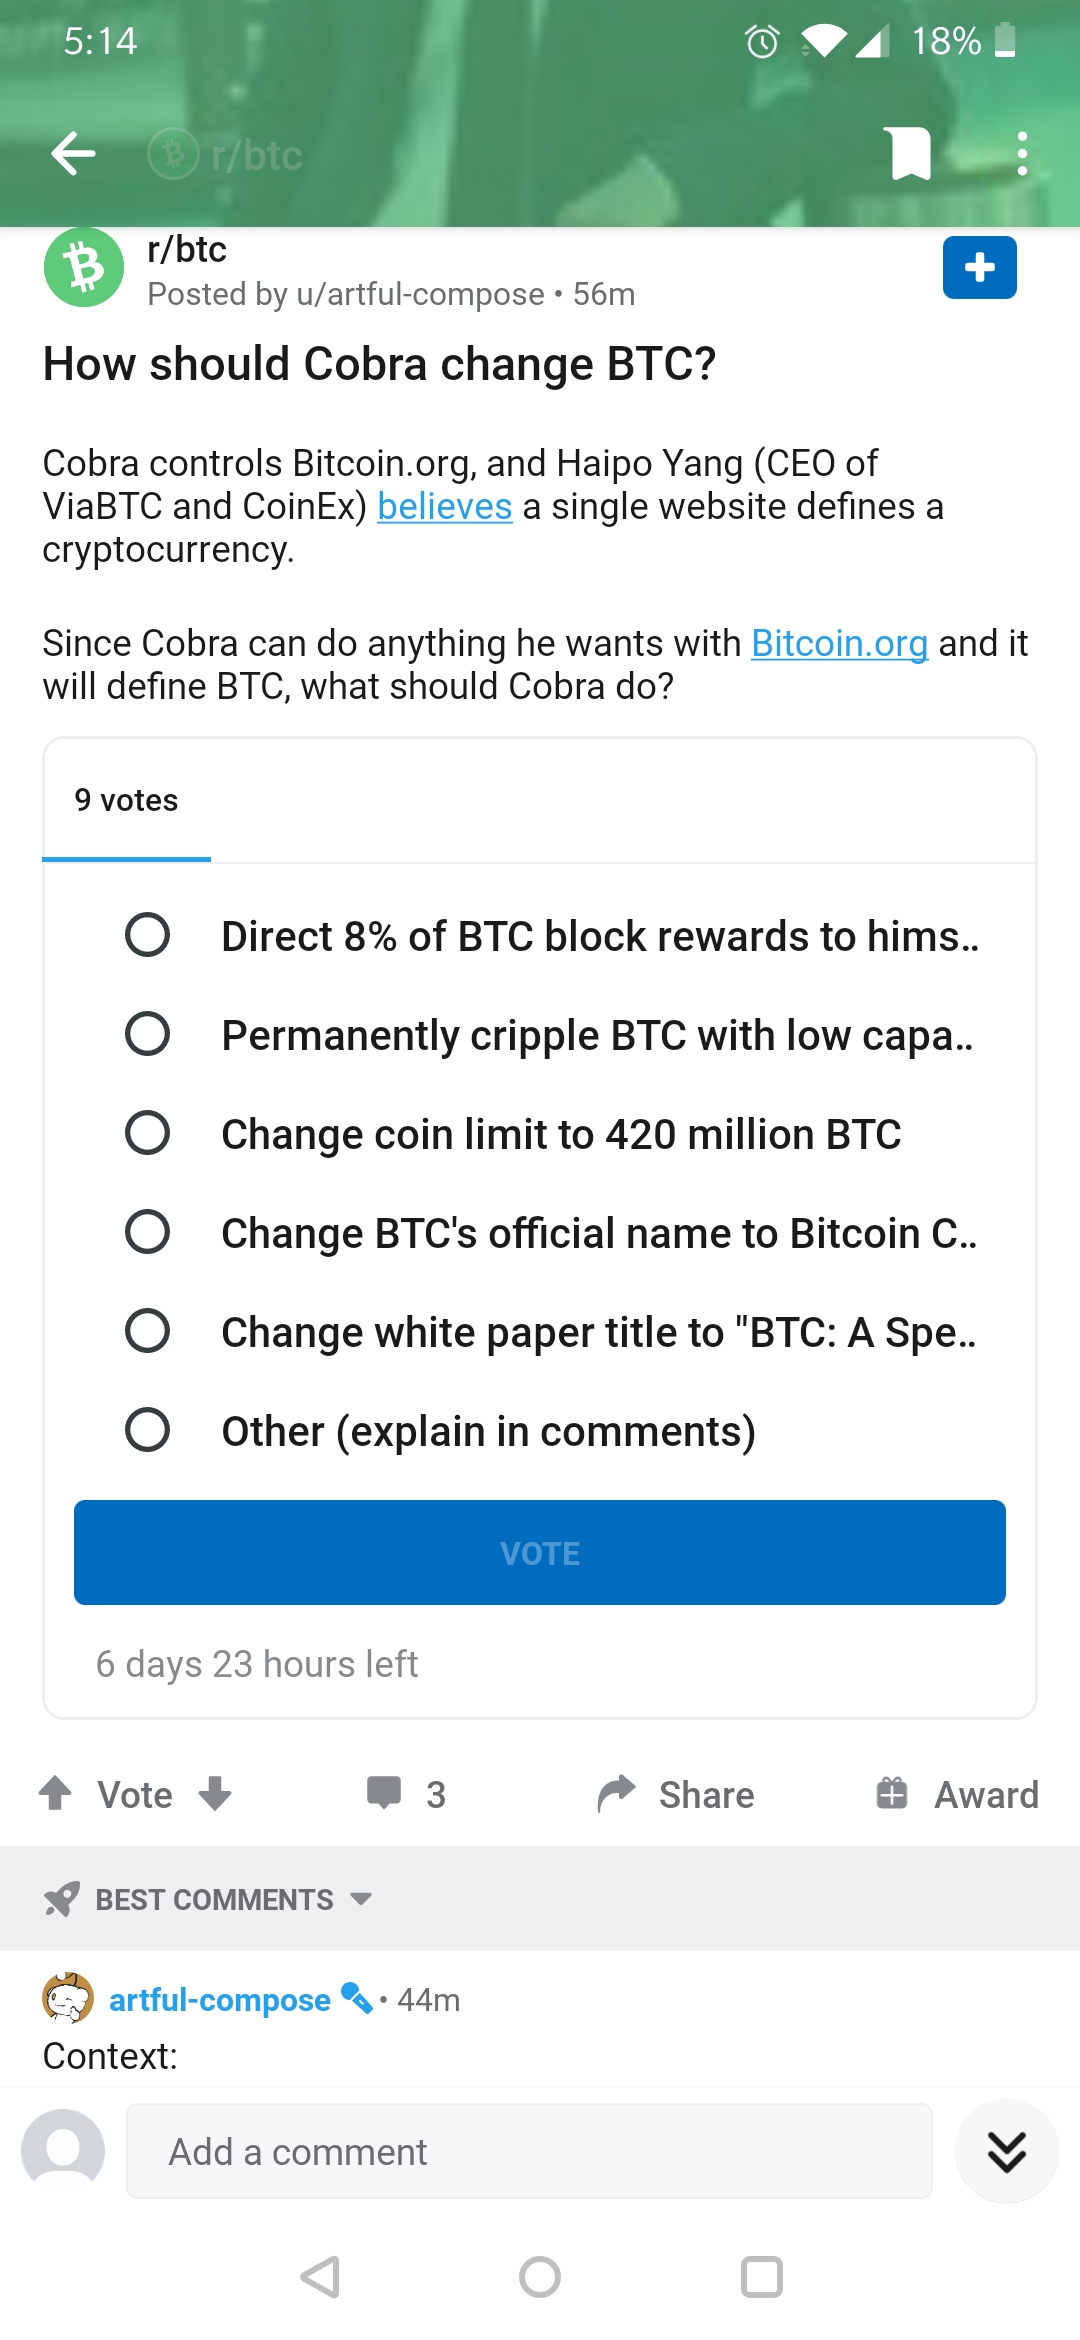 5:14
18%
r/btc
r/btc
Posted by u/artful-compose • 56m
How should Cobra change BTC?
Cobra controls Bitcoin.org, and Haipo Yang (CEO of
ViaBTC and CoinEx) believes a single website defines a
cryptocurrency.
Since Cobra can do anything he wants with Bitcoin.org and it
will define BTC, what should Cobra do?
9 votes
Direct 8% of BTC block rewards to hims..
Permanently cripple BTC with low capa..
Change coin limit to 420 million BTC
Change BTC's official name to Bitcoin C..
Change white paper title to "BTC: A Spe..
Other (explain in comments)
VOTE
6 days 23 hours left
Vote
3
Share
Award
BEST COMMENTS
artful-compose • 44m
Context:
Add a comment